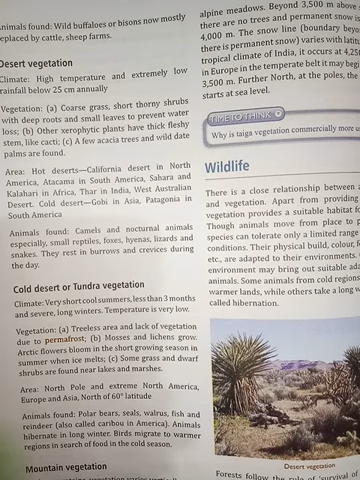 Animals found: Wild buffaloes or bisons now mostly
replaced by cattle, sheep farms.
Desert vegetation
Climate: High temperature and extremely low
rainfall below 25 cm annually
Vegetation: (a) Coarse grass, short thorny shrubs
with deep roots and small leaves to prevent water
loss; (b) Other xerophytic plants have thick fleshy
stem, like cacti; (c) A few acacia trees and wild date
palms are found.
Area: Hot deserts—California desert in North
America, Atacama in South America, Sahara and
Kalahari in Africa, Thar in India, West Australian
Desert. Cold desert—Gobi in Asia, Patagonia in
South America
Animals found: Camels and nocturnal animals
especially, small reptiles, foxes, hyenas, lizards and
snakes. They rest in burrows and crevices during
the day.
Cold desert or Tundra vegetation
Climate: Very short cool summers, less than 3 months
and severe, long winters. Temperature is very low.
Vegetation: (a) Treeless area and lack of vegetation
due to permafrost; (b) Mosses and lichens grow.
Arctic flowers bloom in the short growing season in
summer when ice melts; (c) Some grass and dwarf
shrubs are found near lakes and marshes.
Area: North Pole and extreme North America,
Europe and Asia, North of 60° latitude
Animals found: Polar bears, seals, walrus, fish and
reindeer (also called caribou in America). Animals
hibernate in long winter. Birds migrate to warmer
regions in search of food in the cold season.
Mountain vegetation
alpine meadows. Beyond 3,500 m above
there are no trees and permanent snow is
4,000 m. The snow line (boundary beyo
there is permanent snow) varies with latitu
tropical climate of India, it occurs at 4,25
in Europe in the temperate belt it may begi
3,500 m. Further North, at the poles, the
starts at sea level.
TIME TO THINK
Why is taiga vegetation commercially more
Wildlife
There is a close relationship between
and vegetation. Apart from providing
vegetation provides a suitable habitat fo
Though animals move from place to p
species can tolerate only a limited range
conditions. Their physical build, colour, f
etc., are adapted to their environments.
environment may bring out suitable ada
animals. Some animals from cold regions
warmer lands, while others take a long w
called hibernation.
Desert vegetation
Forests follow the rule of 'survival of